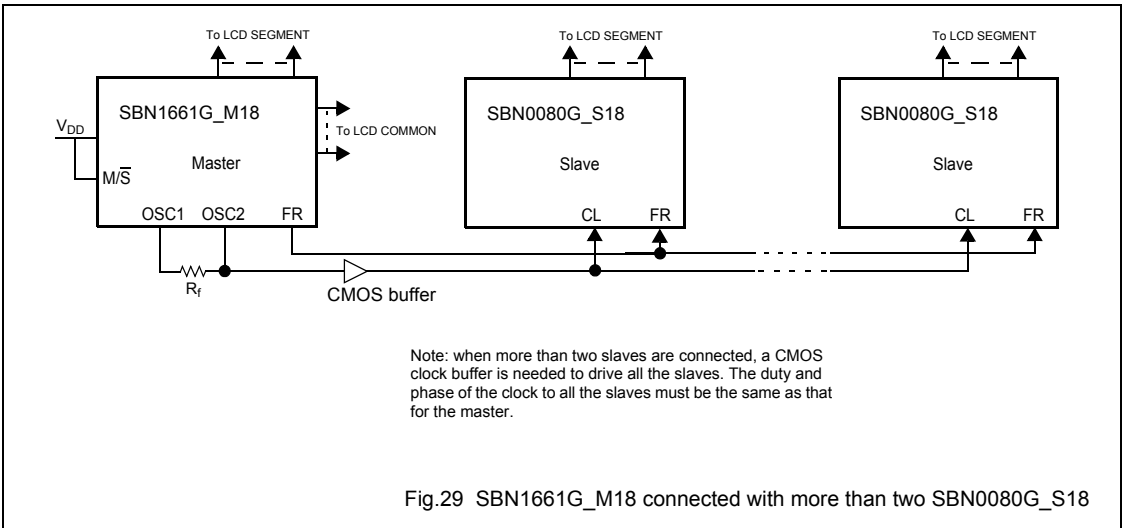 To LCD SEGMENT
To LCD SEGMENT
To LCD SEGMENT
SBN1661G_M18
SBN0080G_S18
SBN0080G_S18
VDD
To LCD COMMON
Master
Slave
Slave
M/S̅
OSC1 OSC2 FR
CL FR
CL FR
Rf
CMOS buffer
Note: when more than two slaves are connected, a CMOS
clock buffer is needed to drive all the slaves. The duty and
phase of the clock to all the slaves must be the same as that
for the master.
Fig.29 SBN1661G_M18 connected with more than two SBN0080G_S18